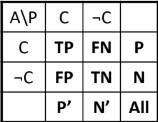 A\P C ¬C
C TP FN P
¬C FP TN N
P' N' All